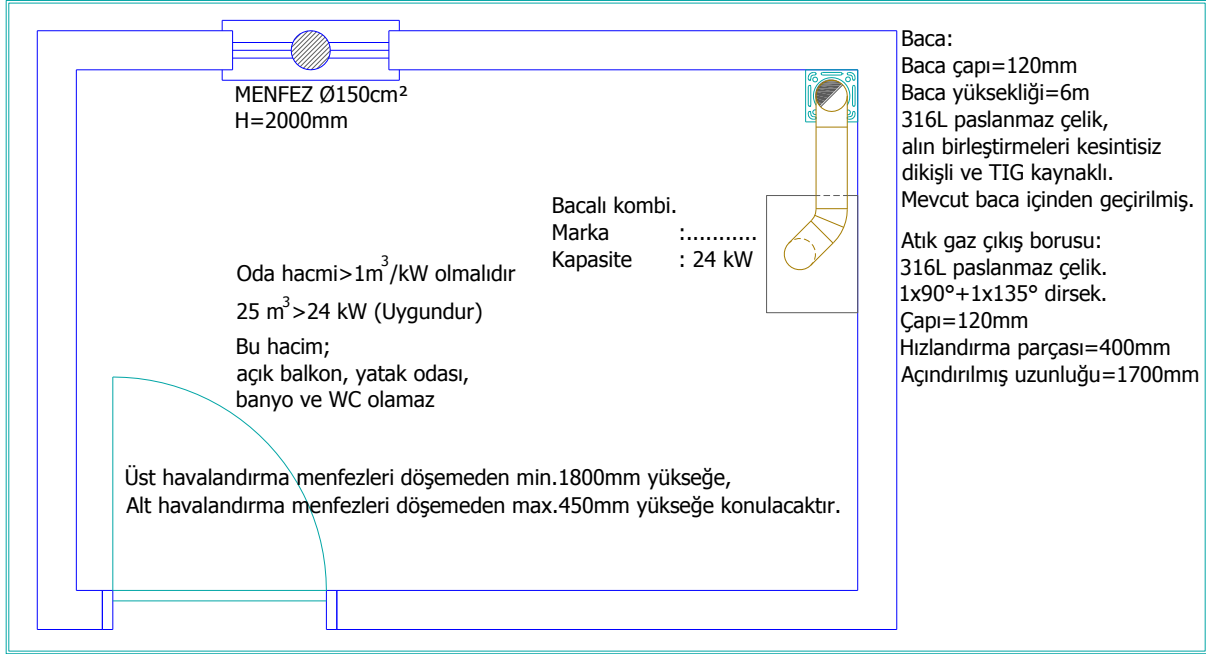 MENFEZ Ø150cm²
H=2000mm
Bacalı kombi.
Marka :...........
Kapasite : 24 kW
Oda hacmi>1m³/kW olmalıdır
25 m³>24 kW (Uygundur)
Bu hacim;
açık balkon, yatak odası,
banyo ve WC olamaz
Üst havalandırma menfezleri döşemeden min.1800mm yükseğe,
Alt havalandırma menfezleri döşemeden max.450mm yükseğe konulacaktır.
Baca:
Baca çapı=120mm
Baca yüksekliği=6m
316L paslanmaz çelik,
alın birleştirmeleri kesintisiz
dikişli ve TIG kaynaklı.
Mevcut baca içinden geçirilmiş.
Atık gaz çıkış borusu:
316L paslanmaz çelik.
1x90°+1x135° dirsek.
Çapı=120mm
Hızlandırma parçası=400mm
Açındırılmış uzunluğu=1700mm